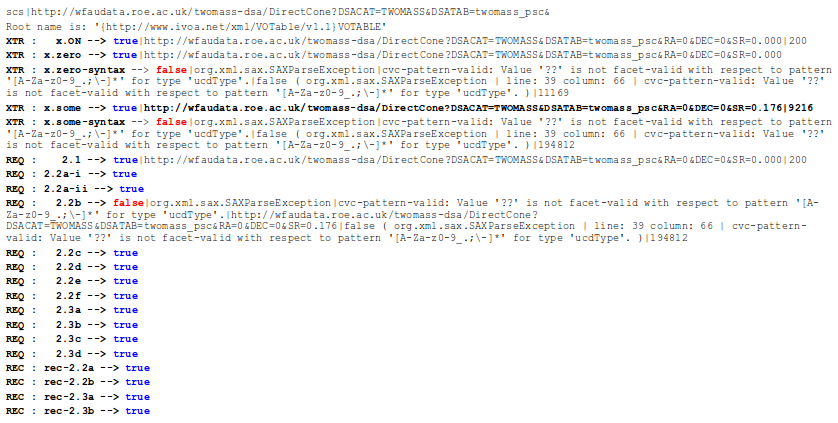 scs|http://wfaudata.roe.ac.uk/twomass-dsa/DirectCone?DSACAT=TWOMASS&DSATAB=twomass_psc&
Root name is: '{http://www.ivoa.net/xml/VOTable/v1.1}VOTABLE'
XTR :   x.ON --> true|http://wfaudata.roe.ac.uk/twomass-dsa/DirectCone?DSACAT=TWOMASS&DSATAB=twomass_psc&RA=0&DEC=0&SR=0.000|200
XTR : x.zero --> true|http://wfaudata.roe.ac.uk/twomass-dsa/DirectCone?DSACAT=TWOMASS&DSATAB=twomass_psc&RA=0&DEC=0&SR=0.000
XTR : x.zero-syntax --> false|org.xml.sax.SAXParseException|cvc-pattern-valid: Value '??' is not facet-valid with respect to pattern
'[A-Za-z0-9_.;\-]*' for type 'ucdType'.|false ( org.xml.sax.SAXParseException | line: 39 column: 66 | cvc-pattern-valid: Value '??'
is not facet-valid with respect to pattern '[A-Za-z0-9_.;\-]*' for type 'ucdType'. )|11169
XTR : x.some --> true|http://wfaudata.roe.ac.uk/twomass-dsa/DirectCone?DSACAT=TWOMASS&DSATAB=twomass_psc&RA=0&DEC=0&SR=0.176|9216
XTR : x.some-syntax --> false|org.xml.sax.SAXParseException|cvc-pattern-valid: Value '??' is not facet-valid with respect to pattern
'[A-Za-z0-9_.;\-]*' for type 'ucdType'.|false ( org.xml.sax.SAXParseException | line: 39 column: 66 | cvc-pattern-valid: Value '??'
is not facet-valid with respect to pattern '[A-Za-z0-9_.;\-]*' for type 'ucdType'. )|194812
REQ :    2.1 --> true|http://wfaudata.roe.ac.uk/twomass-dsa/DirectCone?DSACAT=TWOMASS&DSATAB=twomass_psc&RA=0&DEC=0&SR=0.000|200
REQ : 2.2a-i --> true
REQ : 2.2a-ii --> true
REQ :   2.2b --> false|org.xml.sax.SAXParseException|cvc-pattern-valid: Value '??' is not facet-valid with respect to pattern '[A-
Za-z0-9_.;\-]*' for type 'ucdType'.|http://wfaudata.roe.ac.uk/twomass-dsa/DirectCone?
DSACAT=TWOMASS&DSATAB=twomass_psc&RA=0&DEC=0&SR=0.176|false ( org.xml.sax.SAXParseException | line: 39 column: 66 | cvc-pattern-
valid: Value '??' is not facet-valid with respect to pattern '[A-Za-z0-9_.;\-]*' for type 'ucdType'. )|194812
REQ :   2.2c --> true
REQ :   2.2d --> true
REQ :   2.2e --> true
REQ :   2.2f --> true
REQ :   2.3a --> true
REQ :   2.3b --> true
REQ :   2.3c --> true
REQ :   2.3d --> true
REC : rec-2.2a --> true
REC : rec-2.2b --> true
REC : rec-2.3a --> true
REC : rec-2.3b --> true